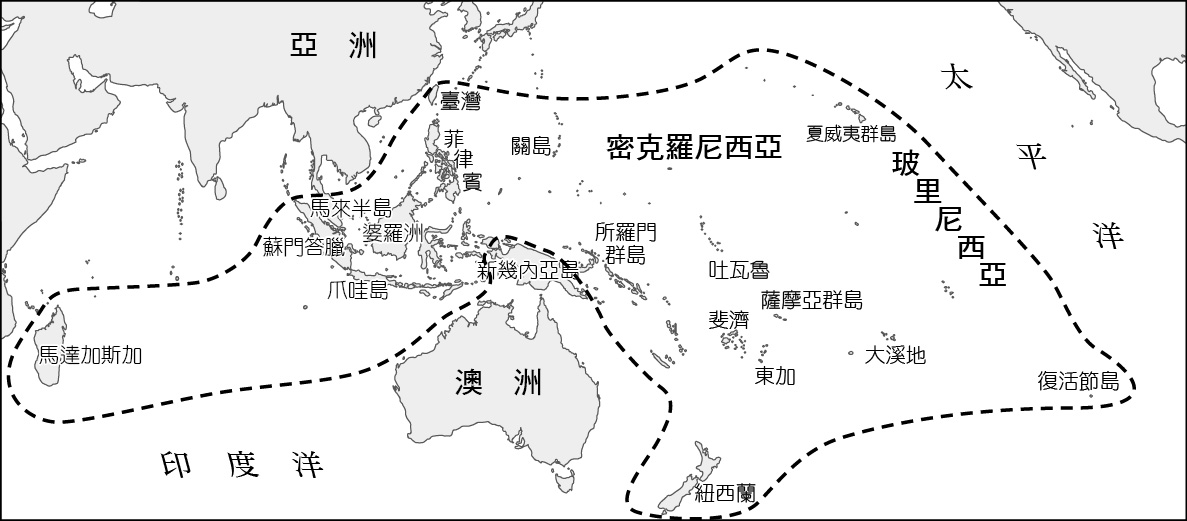 亞洲
太平洋
臺灣
菲律賓
關島
密克羅尼西亞
夏威夷群島
玻里尼西亞
馬來半島
蘇門答臘
婆羅洲
所羅門
群島
新幾內亞島
吐瓦魯
爪哇島
薩摩亞群島
斐濟
馬達加斯加
大溪地
東加
澳洲
復活節島
印度洋
紐西蘭